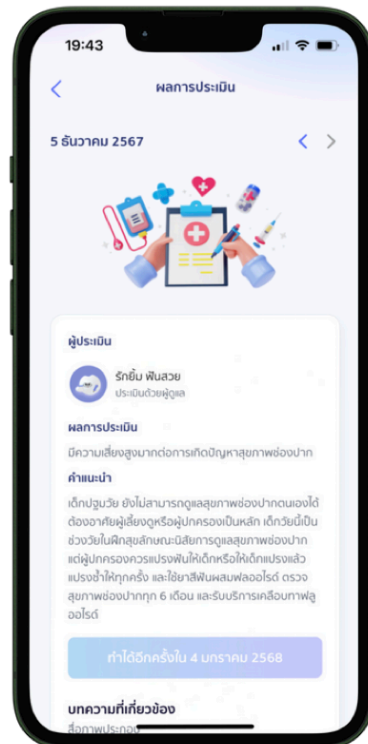 19:43
ผลการประเมิน
5 ธันวาคม 2567
ผู้ประเมิน
รักยิ้ม ฟันสวย
ประเมินด้วยผู้ดูแล
ผลการประเมิน
มีความเสี่ยงสูงมากต่อการเกิดปัญหาสุขภาพช่องปาก
คำแนะนำ
เด็กปฐมวัย ยังไม่สามารถดูแลสุขภาพช่องปากตนเองได้
ต้องอาศัยผู้เลี้ยงดูหรือผู้ปกครองเป็นหลัก เด็กวัยนี้เป็น
ช่วงวัยในฝึกสุขลักษณะนิสัยการดูแลสุขภาพช่องปาก
แต่ผู้ปกครองควรแปรงฟันให้เด็กหรือให้เด็กแปรงแล้ว
แปรงซ้ำให้ทุกครั้ง และใช้ยาสีฟันผสมฟลูออไรด์ ตรวจ
สุขภาพช่องปากทุก 6 เดือน และรับบริการเคลือบทาฟลู
ออไรด์
ทำได้อีกครั้งใน 4 มกราคม 2568
บทความที่เกี่ยวข้อง
สื่อภาพประกอบ